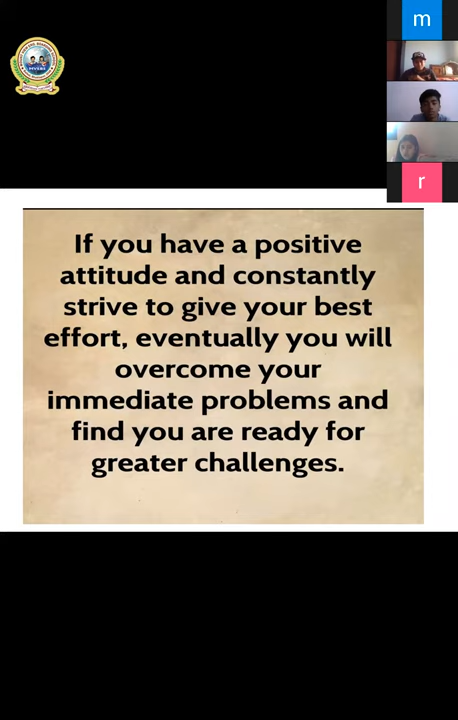 m
If you have a positive
attitude and constantly
strive to give your best
effort, eventually you will
overcome your
immediate problems and
find you are ready for
greater challenges.
r